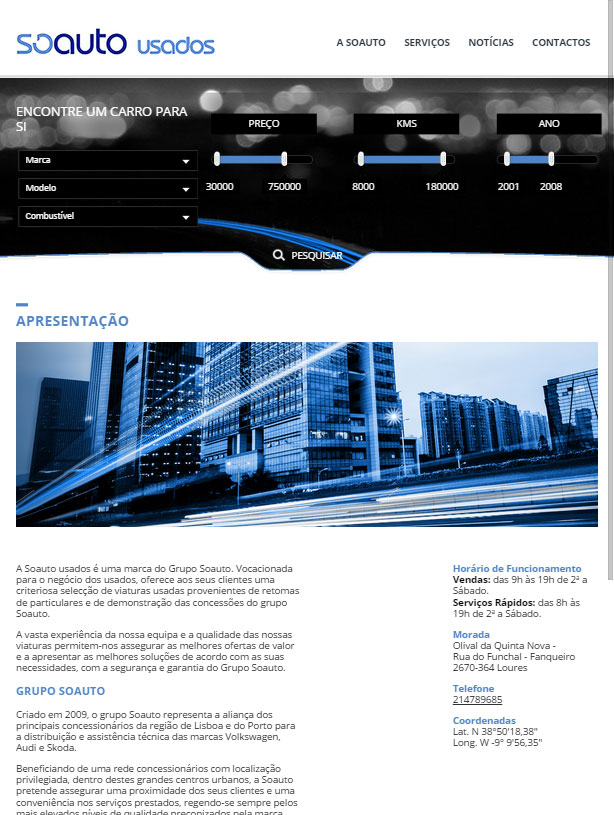 soauto usados
A SOAUTO SERVIÇOS NOTÍCIAS CONTACTOS
ENCONTRE UM CARRO PARA
SI
Marca
Modelo
Combustível
PREÇO
30000 750000
KMS
8000 180000
ANO
2001 2008
PESQUISAR
APRESENTAÇÃO
A Soauto usados é uma marca do Grupo Soauto. Vocacionada
para o negócio dos usados, oferece aos seus clientes uma
criteriosa selecção de viaturas usadas provenientes de retomas
de particulares e de demonstração das concessões do grupo
Soauto.
A vasta experiência da nossa equipa e a qualidade das nossas
viaturas permitem-nos assegurar as melhores ofertas de valor
e a apresentar as melhores soluções de acordo com as suas
necessidades, com a segurança e garantia do Grupo Soauto.
GRUPO SOAUTO
Criado em 2009, o grupo Soauto representa a aliança dos
principais concessionários da região de Lisboa e do Porto para
a distribuição e assistência técnica das marcas Volkswagen,
Audi e Skoda.
Beneficiando de uma rede concessionários com localização
privilegiada, dentro destes grandes centros urbanos, a Soauto
pretende assegurar uma proximidade dos seus clientes e uma
conveniência nos serviços prestados, regendo-se sempre pelos
mais elevados níveis de qualidade preconizados pela marca
Horário de Funcionamento
Vendas: das 9h às 19h de 2ª a
Sábado.
Serviços Rápidos: das 8h às
19h de 2ª a Sábado.
Morada
Olival da Quinta Nova -
Rua do Funchal - Fanqueiro
2670-364 Loures
Telefone
214789685
Coordenadas
Lat. N 38°50'18,38"
Long. W -9° 9'56,35"